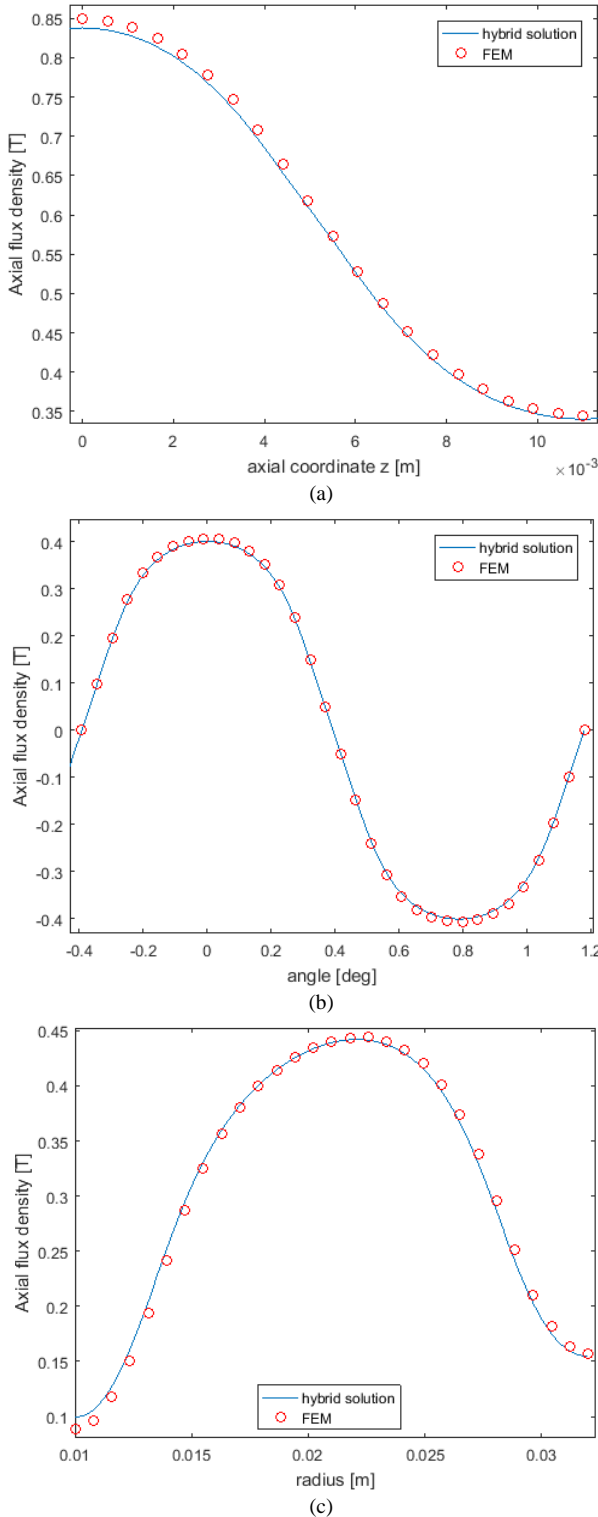 0.85
0.8
0.75
0.7
0.65
0.6
0.55
0.5
0.45
0.4
0.35
Axial flux density [T]
hybrid solution
FEM
0 2 4 6 8 10
axial coordinate z [m]
×10⁻³
(a)
0.4
0.3
0.2
0.1
0
-0.1
-0.2
-0.3
-0.4
Axial flux density [T]
hybrid solution
FEM
-0.4 -0.2 0 0.2 0.4 0.6 0.8 1 1.2
angle [deg]
(b)
0.45
0.4
0.35
0.3
0.25
0.2
0.15
0.1
Axial flux density [T]
hybrid solution
FEM
0.01 0.015 0.02 0.025 0.03
radius [m]
(c)